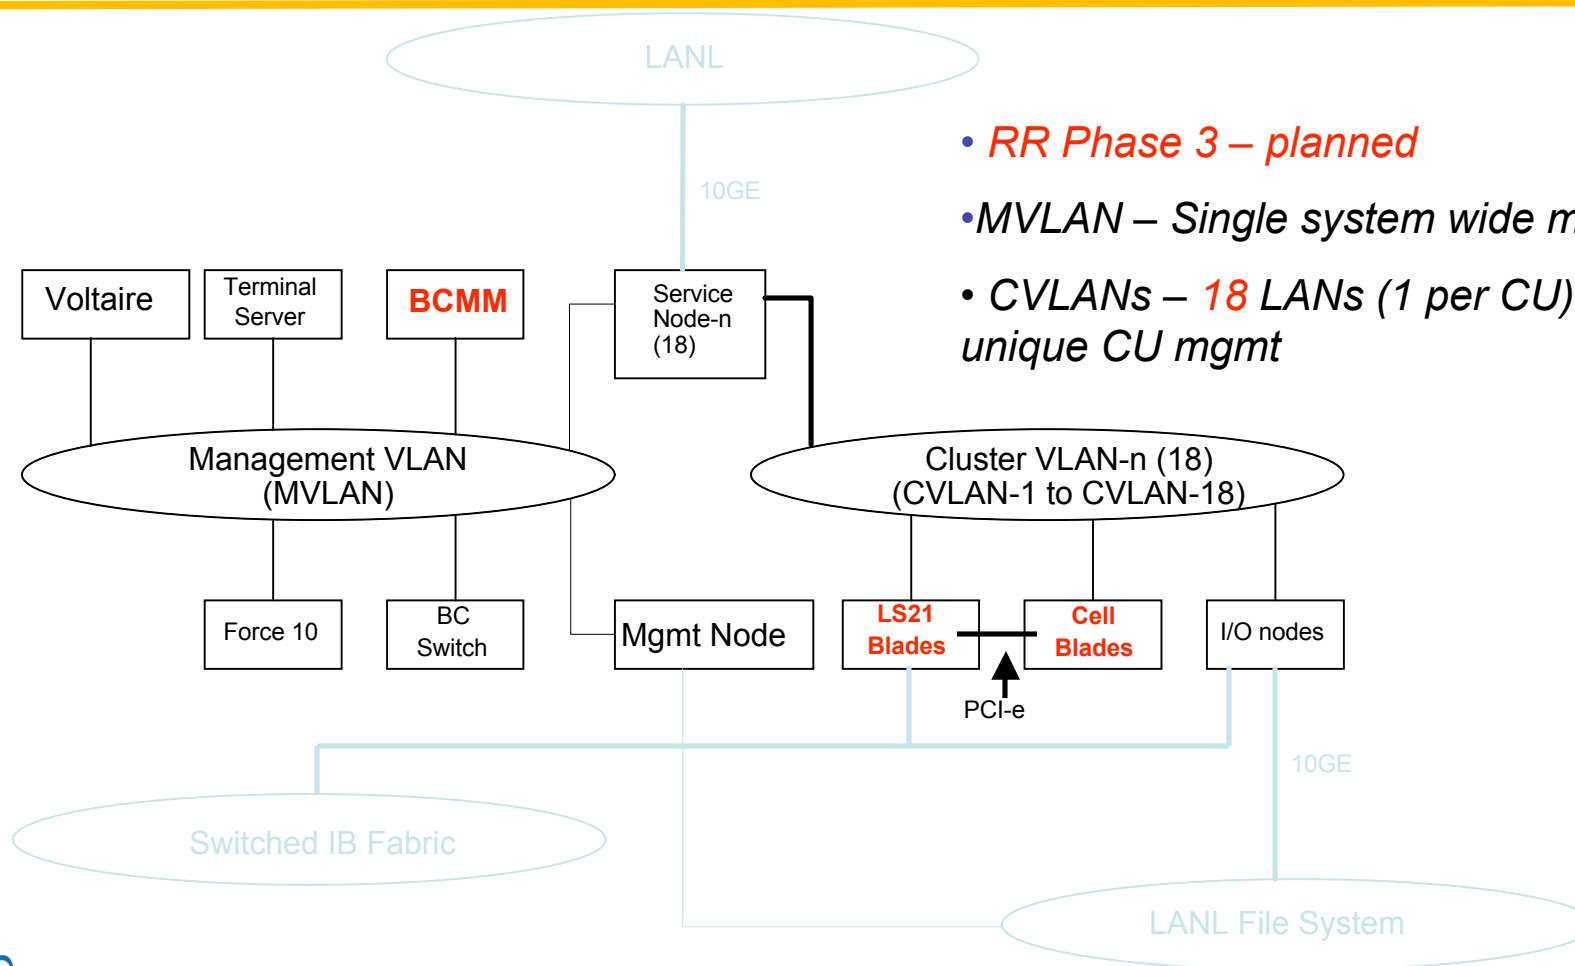 LANL
• RR Phase 3 – planned
10GE
•MVLAN – Single system wide
• CVLANs – 18 LANs (1 per CU)
unique CU mgmt
Voltaire
Terminal
Server
BCMM
Service
Node-n
(18)
Management VLAN
(MVLAN)
Cluster VLAN-n (18)
(CVLAN-1 to CVLAN-18)
Force 10
BC
Switch
Mgmt Node
LS21
Blades
Cell
Blades
I/O nodes
PCI-e
10GE
Switched IB Fabric
LANL File System